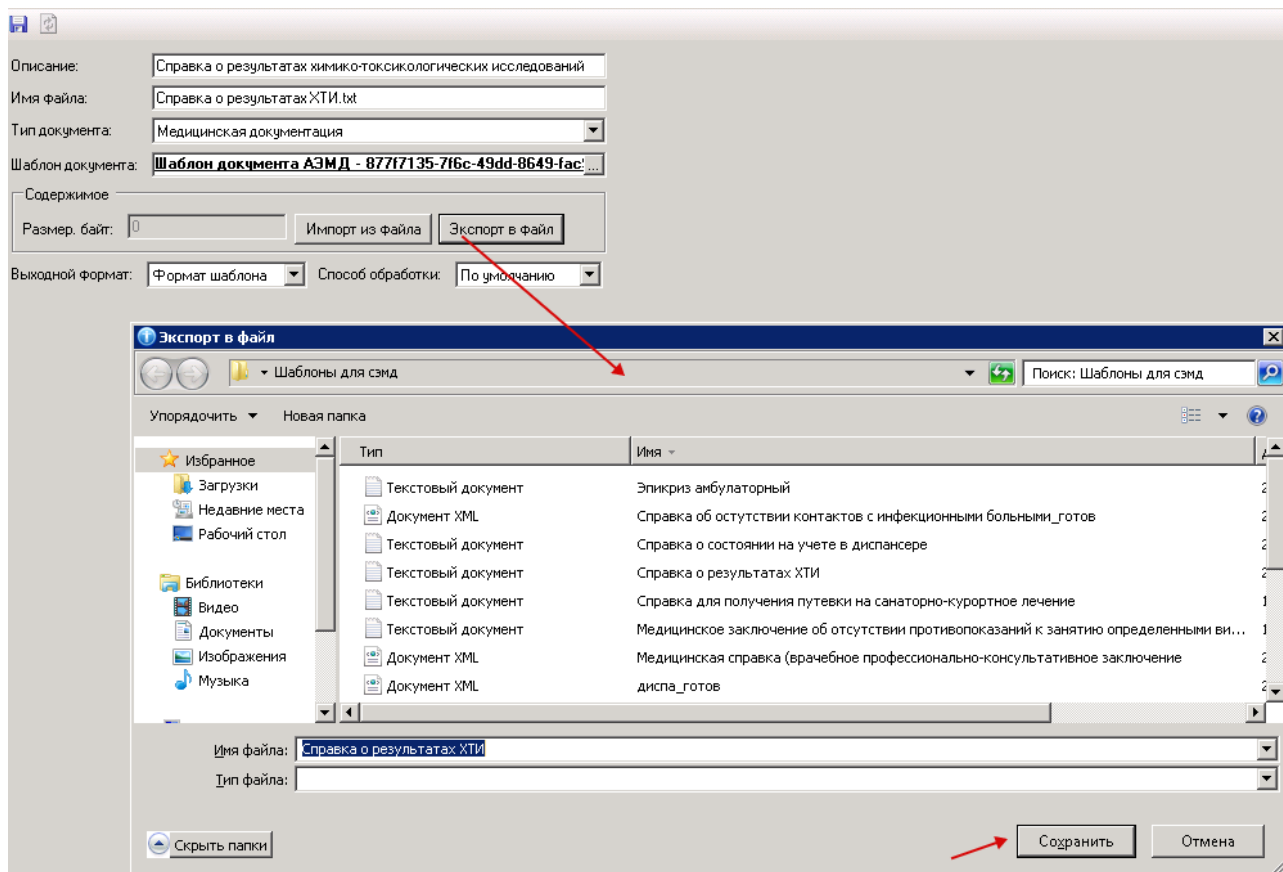 Описание: Справка о результатах химико-токсикологических исследований
Имя файла: Справка о результатах ХТИ.txt
Тип документа: Медицинская документация
Шаблон документа: Шаблон документа АЭМД - 877f7135-7f6c-49dd-8649-fac ...
Содержимое
Размер. байт: 0 Импорт из файла Экспорт в файл
Выходной формат: Формат шаблона Способ обработки: По умолчанию
Экспорт в файл
Шаблоны для сэмд Поиск: Шаблоны для сэмд
Упорядочить Новая папка
Избранное
Загрузки
Недавние места
Рабочий стол
Библиотеки
Видео
Документы
Изображения
Музыка
Тип Имя
Текстовый документ Эпикриз амбулаторный
Документ XML Справка об остутствии контактов с инфекционными больными_готов
Текстовый документ Справка о состоянии на учете в диспансере
Текстовый документ Справка о результатах ХТИ
Текстовый документ Справка для получения путевки на санаторно-курортное лечение
Текстовый документ Медицинское заключение об отсутствии противопоказаний к занятию определенными ви...
Документ XML Медицинская справка (врачебное профессионально-консультативное заключение
Документ XML диспа_готов
Имя файла: Справка о результатах ХТИ
Тип файла:
Скрыть папки Сохранить Отмена